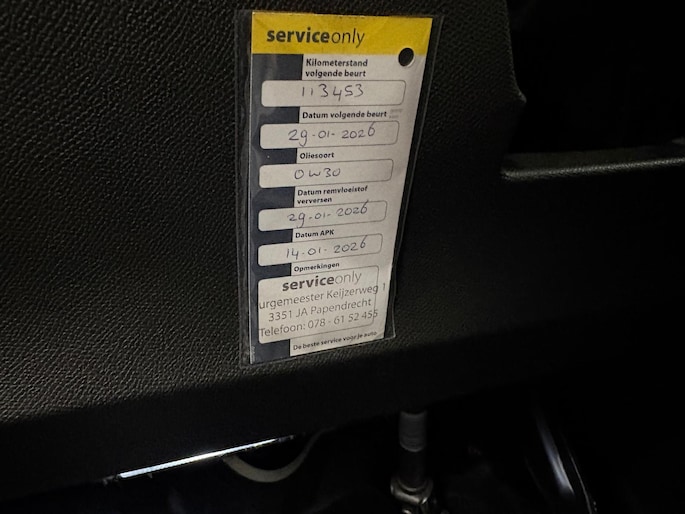 serviceonly
Kilometerstand
volgende beurt
113453
Datum volgende beurt
29-01-2026
Oliesoort
0W30
Datum remvloeistof
verversen
29-01-2026
Datum APK
14-01-2026
Opmerkingen
serviceonly
urgemeester Keijzerweg 1
3351 JA Papendrecht
Telefoon: 078 - 61 52 455
De beste service voor je auto